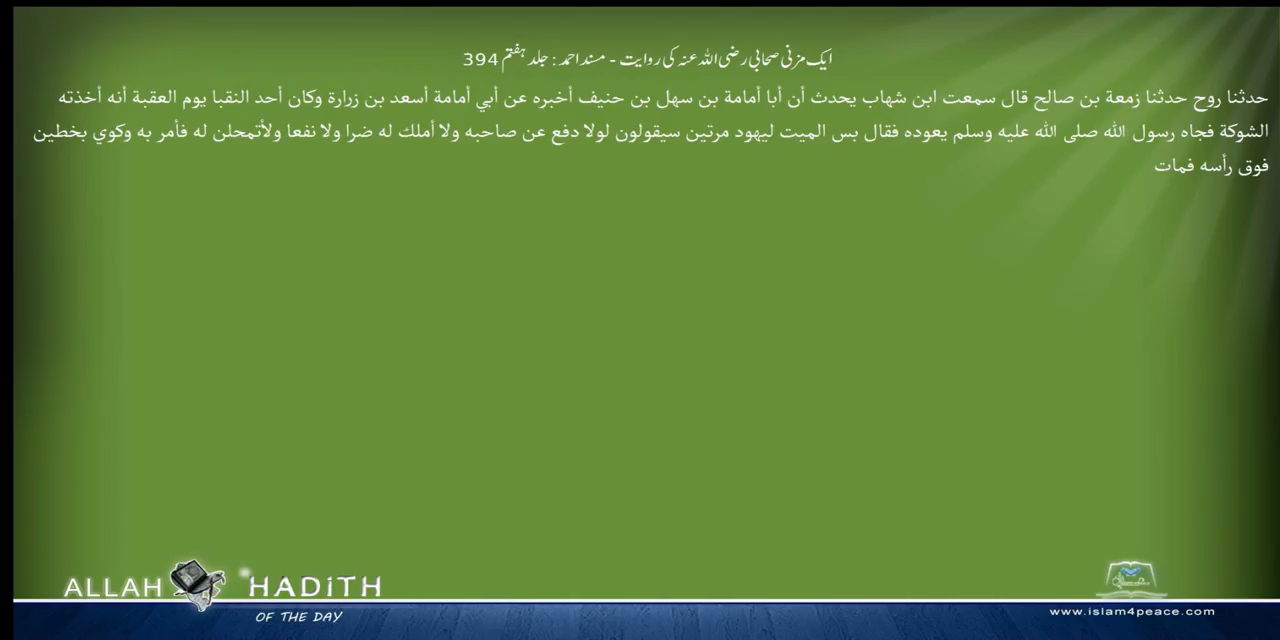 ایک مزنی صحابی رضی اللہ عنہ کی روایت - مسند احمد : جلد ہفتم 394
حدثنا روح حدثنا زمعة بن صالح قال سمعت ابن شهاب يحدث أن أبا أمامة بن سهل بن حنيف أخبره عن أبي أمامة أسعد بن زرارة وكان أحد النقبا يوم العقبة أنه أخذته
الشوكة فجاه رسول الله صلى الله عليه وسلم يعوده فقال بس الميت ليهود مرتين سيقولون لولا دفع عن صاحبه ولا أملك له ضرا ولا نفعا ولأتمحلن له فأمر به وكوي بخطين
فوق رأسه فمات
ALLAH HADITH
OF THE DAY
www.islam4peace.com